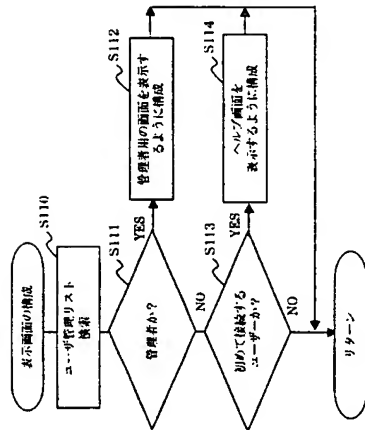 表示画面の構成
S110
ユーザ管理リスト
検索
S111
管理者か?
YES
NO
S112
管理者用の画面を表示す
るように構成
S113
初めて接続する
ユーザーか?
YES
NO
S114
ヘルプ画面を
表示するように構成
リターン